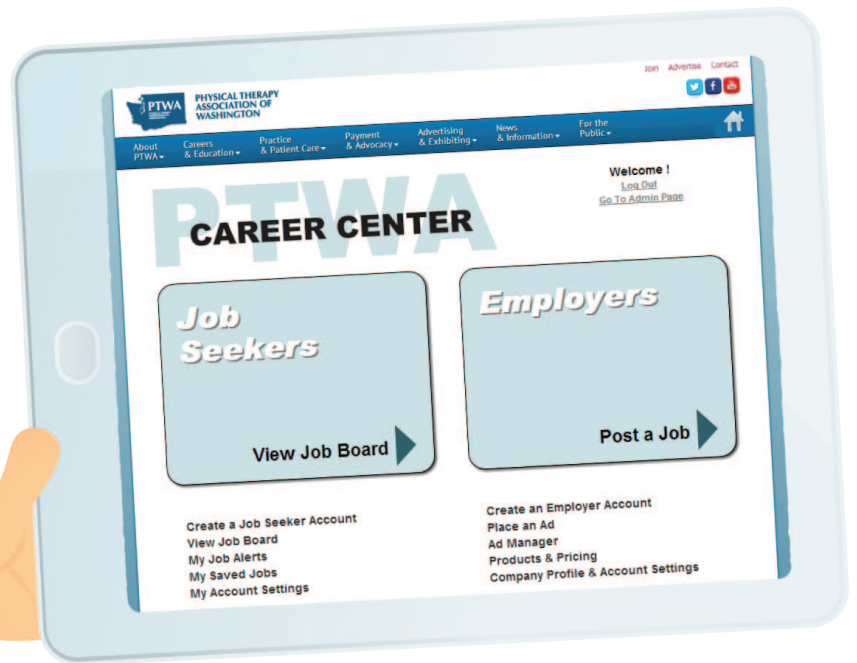 Join Advertise Contact
PTWA
PHYSICAL THERAPY
ASSOCIATION OF
WASHINGTON
About
PTWA
Careers
& Education
Practice
& Patient Care
Payment
& Advocacy
Advertising
& Exhibiting
News
& Information
For the
Public
Welcome !
Log Out
Go To Admin Page
PTWA
CAREER CENTER
Job
Seekers
View Job Board
Employers
Post a Job
Create a Job Seeker Account
View Job Board
My Job Alerts
My Saved Jobs
My Account Settings
Create an Employer Account
Place an Ad
Ad Manager
Products & Pricing
Company Profile & Account Settings